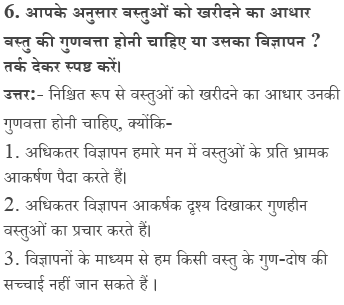 6. आपके अनुसार वस्तुओं को खरीदने का आधार
वस्तु की गुणवत्ता होनी चाहिए या उसका विज्ञापन ?
तर्क देकर स्पष्ट करें।
उत्तर:- निश्चित रूप से वस्तुओं को खरीदने का आधार उनकी
गुणवत्ता होनी चाहिए, क्योंकि-
1. अधिकतर विज्ञापन हमारे मन में वस्तुओं के प्रति भ्रामक
आकर्षण पैदा करते हैं।
2. अधिकतर विज्ञापन आकर्षक दृश्य दिखाकर गुणहीन
वस्तुओं का प्रचार करते हैं।
3. विज्ञापनों के माध्यम से हम किसी वस्तु के गुण-दोष की
सच्चाई नहीं जान सकते हैं ।